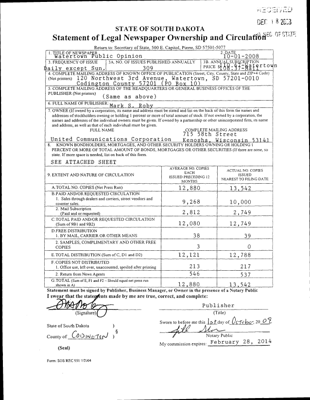 RECEIVED
STATE OF SOUTH DAKOTA
Statement of Legal Newspaper Ownership and Circulation
Return to: Secretary of State, 500 E Capitol, Pierre, SD 57501-5077
1. TITLE OF NEWSPAPER
Watertown Public Opinion
2. DATE
10-01-2008
3. FREQUENCY OF ISSUE
Daily except Sun.
3A. NO. OF ISSUES PUBLISHED ANNUALLY
309
3B. ANNUAL SUBSCRIPTION
PRICE
4. COMPLETE MAILING ADDRESS OF KNOWN OFFICE OF PUBLICATION (Street, City, County, State and ZIP+4 Code)
(Not printers) 120 Northwest 3rd Avenue, Watertown, SD 57201-0010
Codington County 57201 (PO Box 10)
5. COMPLETE MAILING ADDRESS OF THE HEADQUARTERS OF GENERAL BUSINESS OFFICES OF THE
PUBLISHER (Not printers)
(Same as above)
6. FULL NAME OF PUBLISHER: Mark S. Roby
7. OWNER (If owned by a corporation, its name and address must be stated and also on the back of this form the names and
addresses of stockholders owning or holding 1 percent or more of total amount of stock. If not owned by a corporation, the
names and addresses of the individual owners must be given. If owned by a partnership or other unincorporated firm, its name
and address, as well as that of each individual must be given.
FULL NAME
COMPLETE MAILING ADDRESS
715 58th Street
United Communications Corporation Kenosha, Wisconsin 53141
8. KNOWN BONDHOLDERS, MORTGAGES, AND OTHER SECURITY HOLDERS OWNING OR HOLDING 1
PERCENT OR MORE OF TOTAL AMOUNT OF BONDS, MORTGAGES OR OTHER SECURITIES (If there are none, so
state. If more space is needed, list on back of this form
SEE ATTACHED SHEET
9. EXTENT AND NATURE OF CIRCULATION
AVERAGE NO. COPIES
EACH
ISSUED PRECEDING 12
MONTHS
ACTUAL NO. COPIES
ISSUED
NEAREST TO FILING DATE
A. TOTAL NO. COPIES (Net Press Run) 12,880 13,542
B. PAID AND/OR REQUESTED CIRCULATION
1. Sales through dealers and carriers, street vendors and
counter sales. 9,268 10,000
2. Mail Subscription
(Paid and/or requested) 2,812 2,749
C. TOTAL PAID AND/OR REQUESTED CIRCULATION
(Sum of 9B1 and 9B2) 12,080 12,749
D. FREE DISTRIBUTION
1. BY MAIL, CARRIER OR OTHER MEANS 38 39
2. SAMPLES, COMPLIMENTARY AND OTHER FREE
COPIES 3 0
E. TOTAL DISTRIBUTION (Sum of C, D1 and D2) 12,121 12,788
F. COPIES NOT DISTRIBUTED
1. Office use, left over, unaccounted, spoiled after printing 213 217
2. Return from News Agents 546 537
G. TOTAL (Sum of E, F1 and F2 - Should equal net press run
shown in A) 12,880 13,542
Statement must be signed by Publisher, Business Manager, or Owner in the presence of a Notary Public
I swear that the statements made by me are true, correct, and complete:
Publisher
(Signature)
(Title)
State of South Dakota )
County of Codington )
Sworn to before me this 1st day of October 2008
Notary Public
(Seal)
My commission expires: February 28, 2014